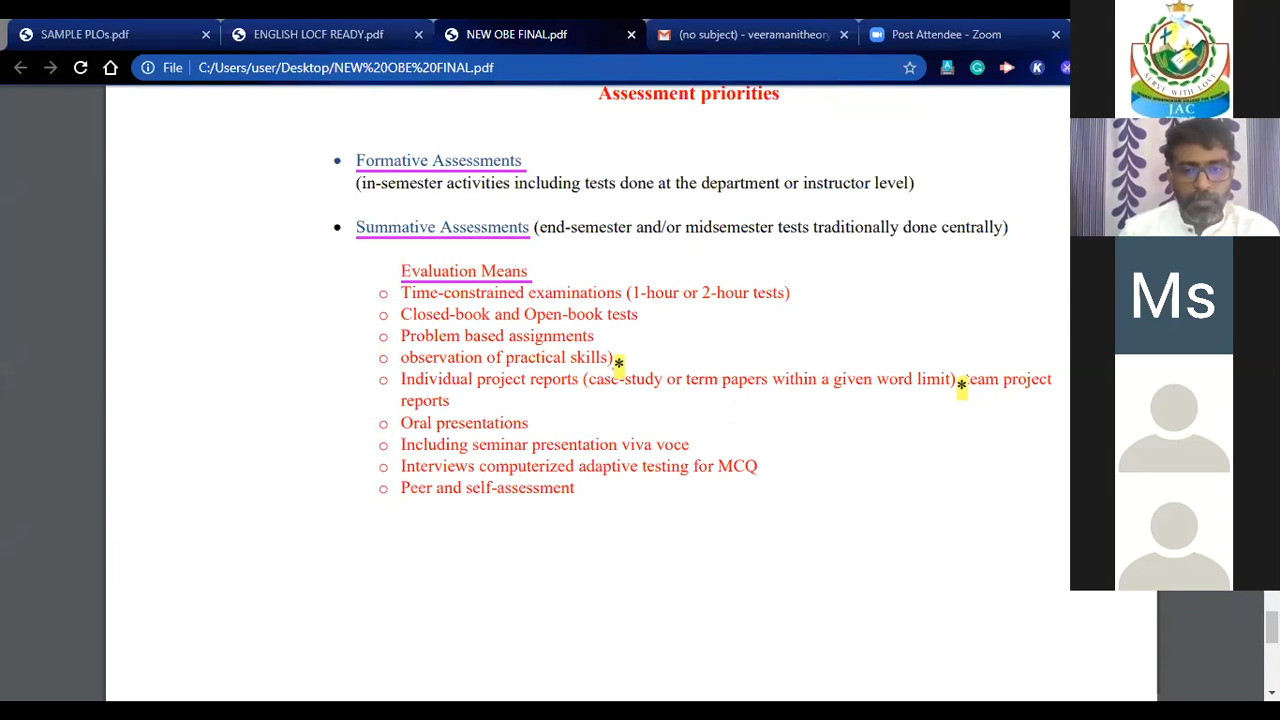 SAMPLE PLOs.pdf
ENGLISH LOCF READY.pdf
NEW OBE FINAL.pdf
(no subject) - veeramanitheory
Post Attendee - Zoom
File
C:/Users/user/Desktop/NEW%20OBE%20FINAL.pdf
Assessment priorities
• Formative Assessments
(in-semester activities including tests done at the department or instructor level)
• Summative Assessments (end-semester and/or midsemester tests traditionally done centrally)
Evaluation Means
o Time-constrained examinations (1-hour or 2-hour tests)
o Closed-book and Open-book tests
o Problem based assignments
o observation of practical skills)*
o Individual project reports (case-study or term papers within a given word limit)* team project
reports
o Oral presentations
o Including seminar presentation viva voce
o Interviews computerized adaptive testing for MCQ
o Peer and self-assessment
SERVE WITH LOVE
JAC
Ms